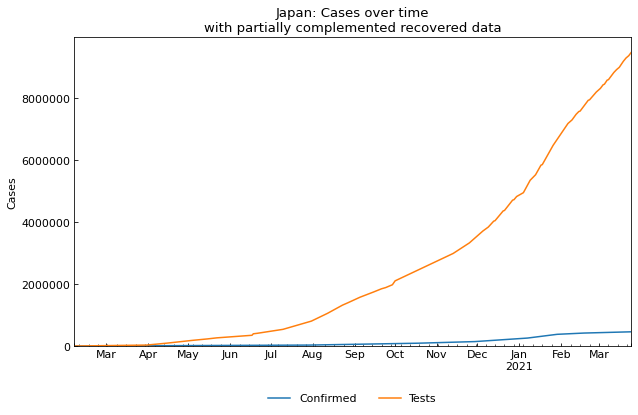 Japan: Cases over time
with partially complemented recovered data
Cases
8000000
6000000
4000000
2000000
0
Mar Apr May Jun Jul Aug Sep Oct Nov Dec Jan Feb Mar
2021
Confirmed Tests